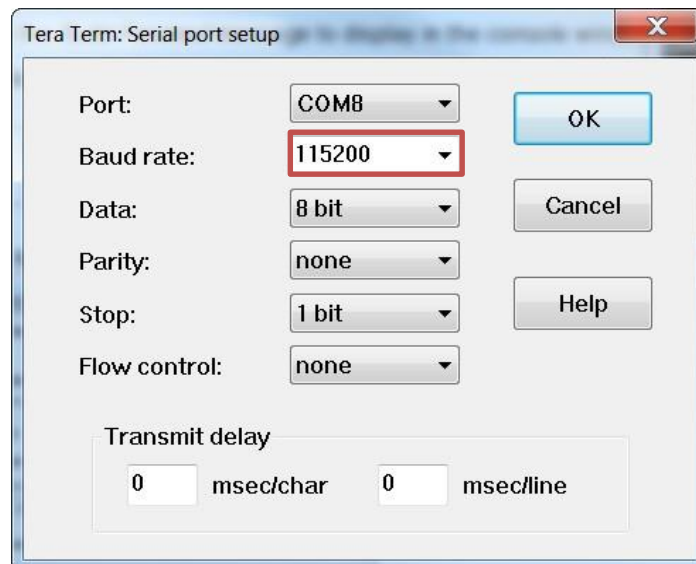 Tera Term: Serial port setup
Port: COM8
OK
Baud rate: 115200
Data: 8 bit
Cancel
Parity: none
Stop: 1 bit
Help
Flow control: none
Transmit delay
0 msec/char 0 msec/line